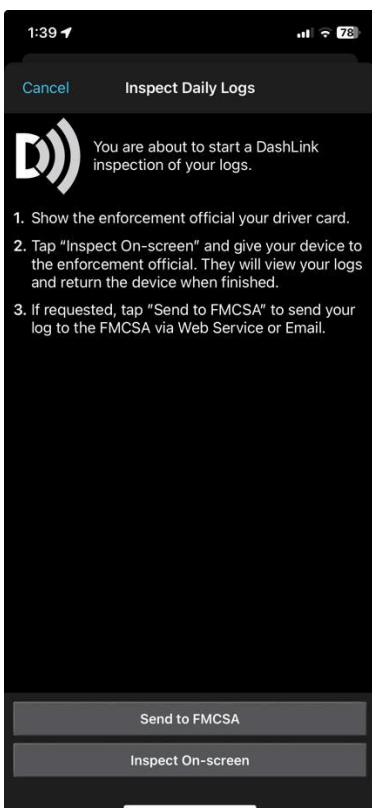 1:39
78
Cancel
Inspect Daily Logs
D
You are about to start a DashLink
inspection of your logs.
1. Show the enforcement official your driver card.
2. Tap “Inspect On-screen” and give your device to
the enforcement official. They will view your logs
and return the device when finished.
3. If requested, tap “Send to FMCSA” to send your
log to the FMCSA via Web Service or Email.
Send to FMCSA
Inspect On-screen